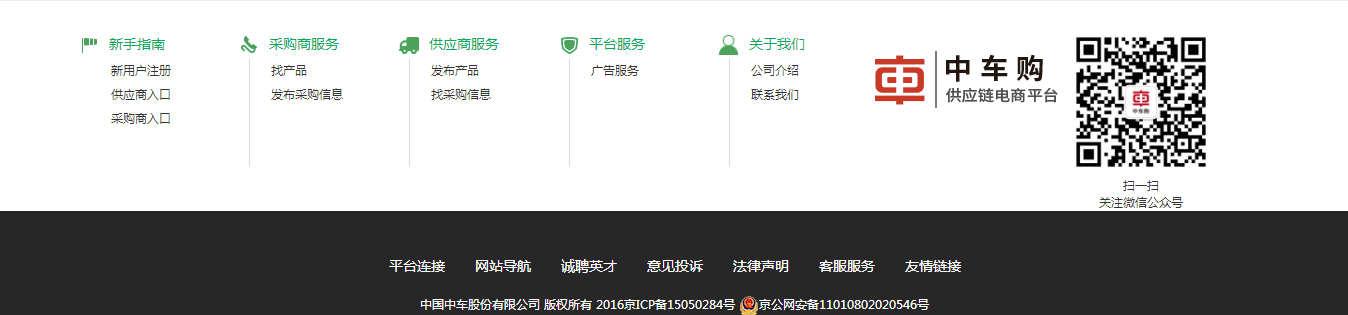 新手指南
新用户注册
供应商入口
采购商入口
采购商服务
找产品
发布采购信息
供应商服务
发布产品
找采购信息
平台服务
广告服务
关于我们
公司介绍
联系我们
中车购
供应链电商平台
中车购
扫一扫
关注微信公众号
平台连接 网站导航 诚聘英才 意见投诉 法律声明 客服服务 友情链接
中国中车股份有限公司 版权所有 2016京ICP备15050284号 京公网安备11010802020546号